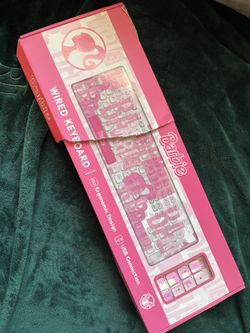 WIRED KEYBOARD
Ergonomic Design
USB Connection
Barbie